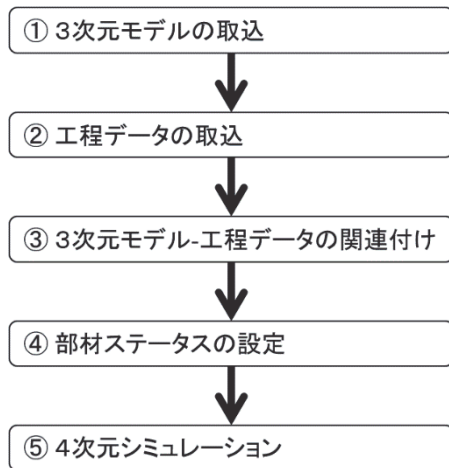 ① 3次元モデルの取込
② 工程データの取込
③ 3次元モデル-工程データの関連付け
④ 部材ステータスの設定
⑤ 4次元シミュレーション